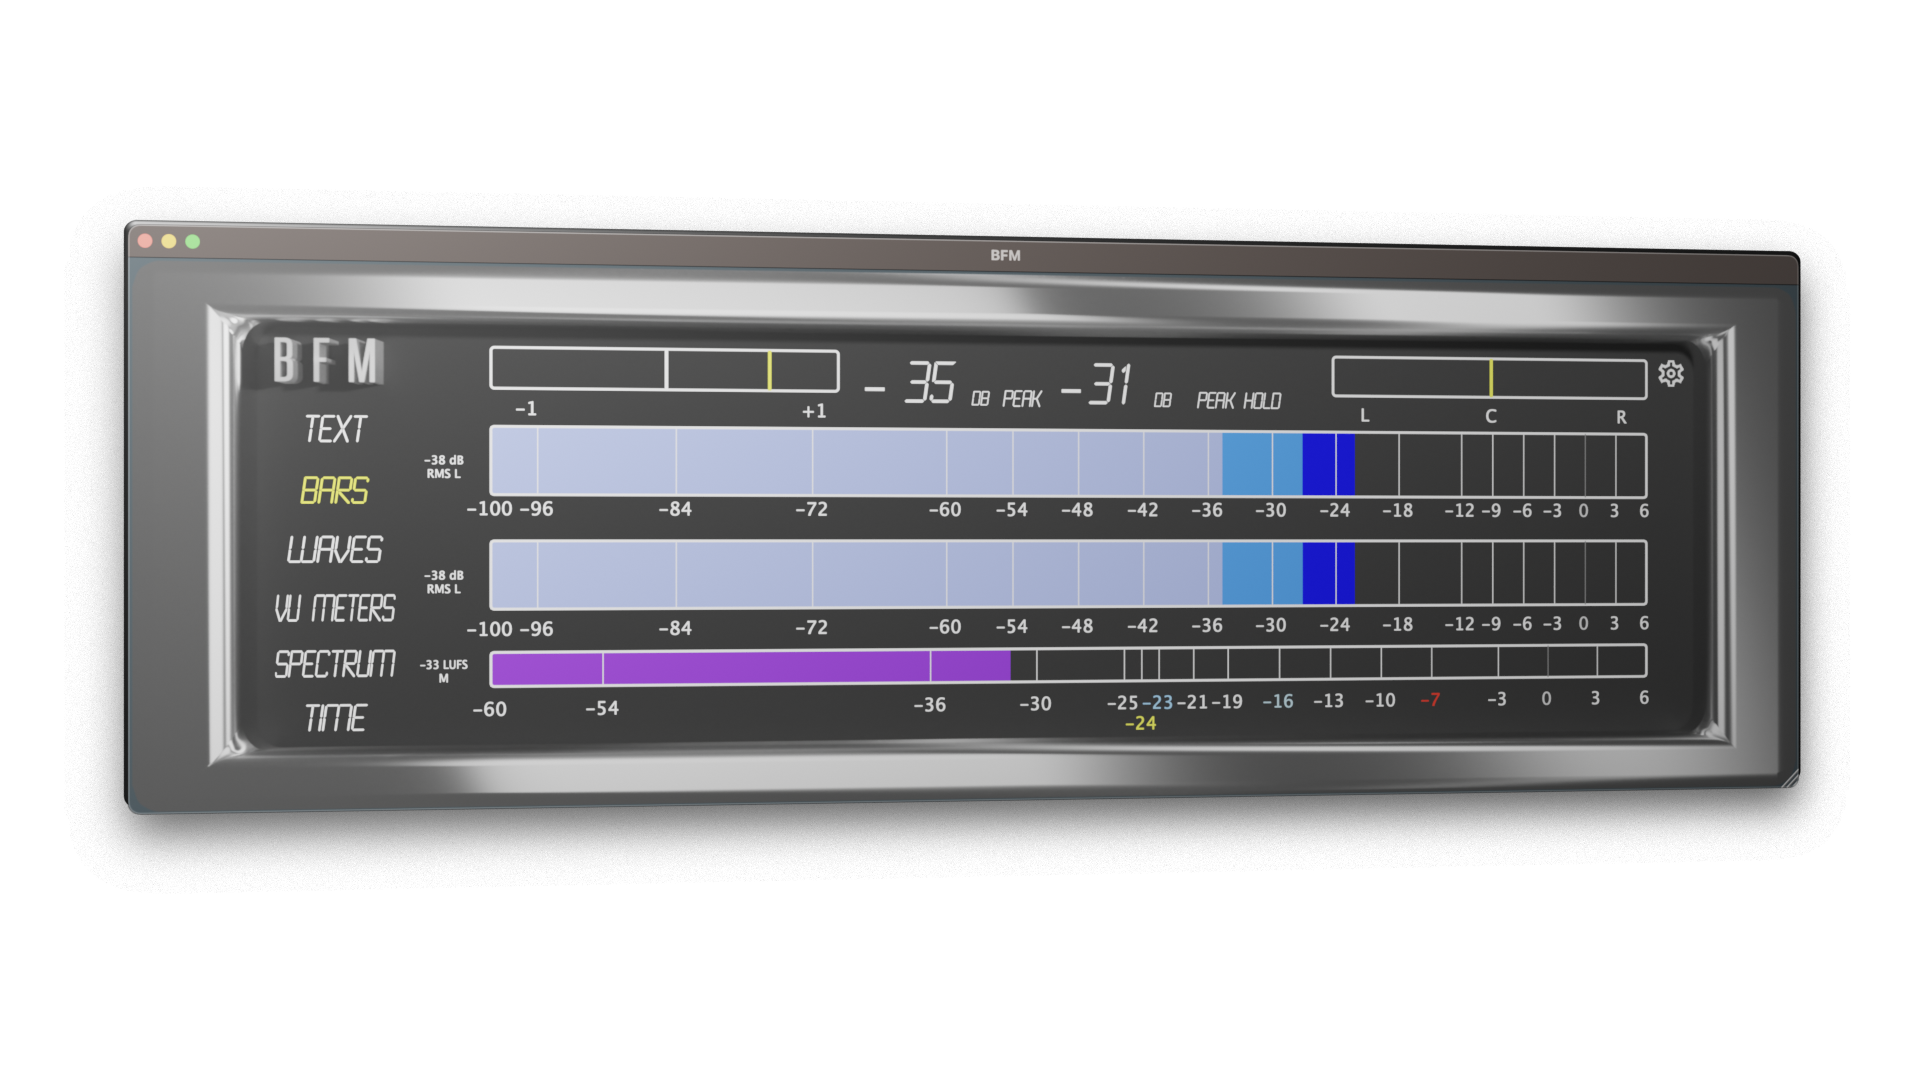 BFM
BFM
-1 +1
- 35 DB PEAK -31 DB PEAK HOLD
L C R
TEXT
BARS
WAVES
VU METERS
SPECTRUM
TIME
-38 dB
RMS L
-100 -96 -84 -72 -60 -54 -48 -42 -36 -30 -24 -18 -12 -9 -6 -3 0 3 6
-38 dB
RMS L
-100 -96 -84 -72 -60 -54 -48 -42 -36 -30 -24 -18 -12 -9 -6 -3 0 3 6
-33 LUFS
M
-60 -54 -36 -30 -25 -23 -21 -19 -16 -13 -10 -7 -3 0 3 6
-24